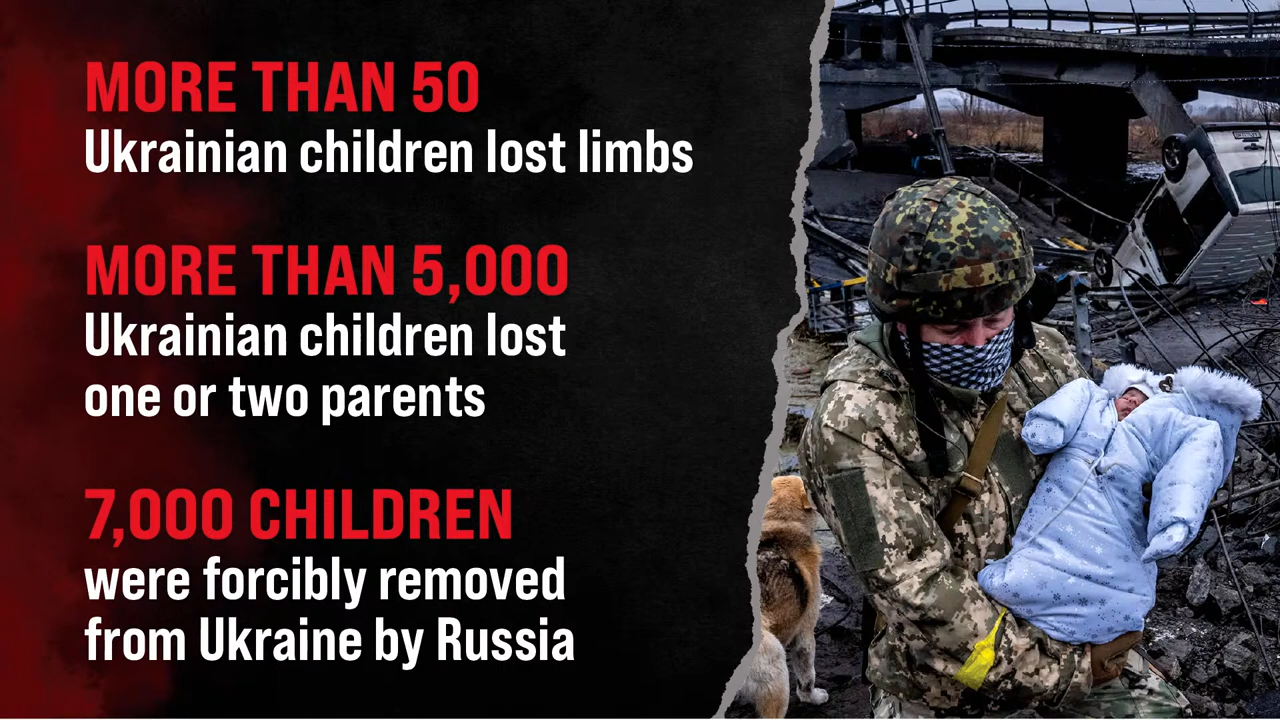 MORE THAN 50
Ukrainian children lost limbs
MORE THAN 5,000
Ukrainian children lost
one or two parents
7,000 CHILDREN
were forcibly removed
from Ukraine by Russia